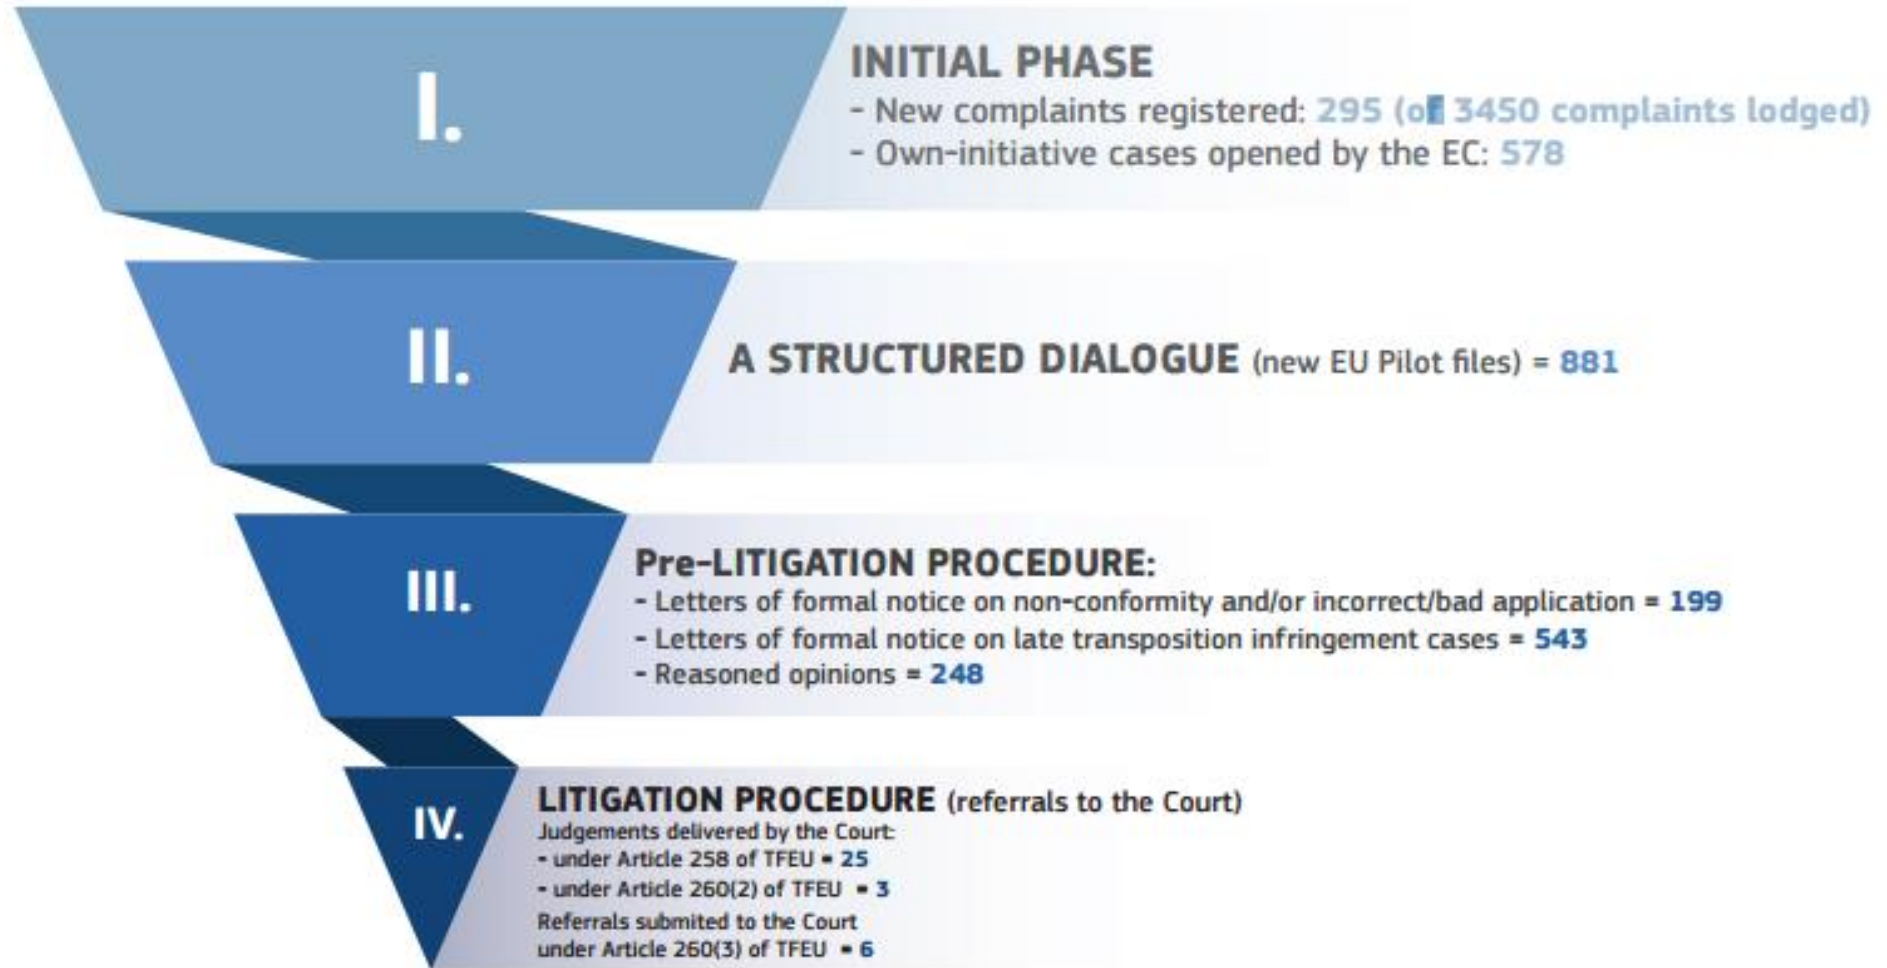 I.
INITIAL PHASE
- New complaints registered: 295 (of 3450 complaints lodged)
- Own-initiative cases opened by the EC: 578
II.
A STRUCTURED DIALOGUE (new EU Pilot files) = 881
III.
Pre-LITIGATION PROCEDURE:
- Letters of formal notice on non-conformity and/or incorrect/bad application = 199
- Letters of formal notice on late transposition infringement cases = 543
- Reasoned opinions = 248
IV.
LITIGATION PROCEDURE (referrals to the Court)
Judgements delivered by the Court:
- under Article 258 of TFEU = 25
- under Article 260(2) of TFEU = 3
Referrals submited to the Court
under Article 260(3) of TFEU = 6